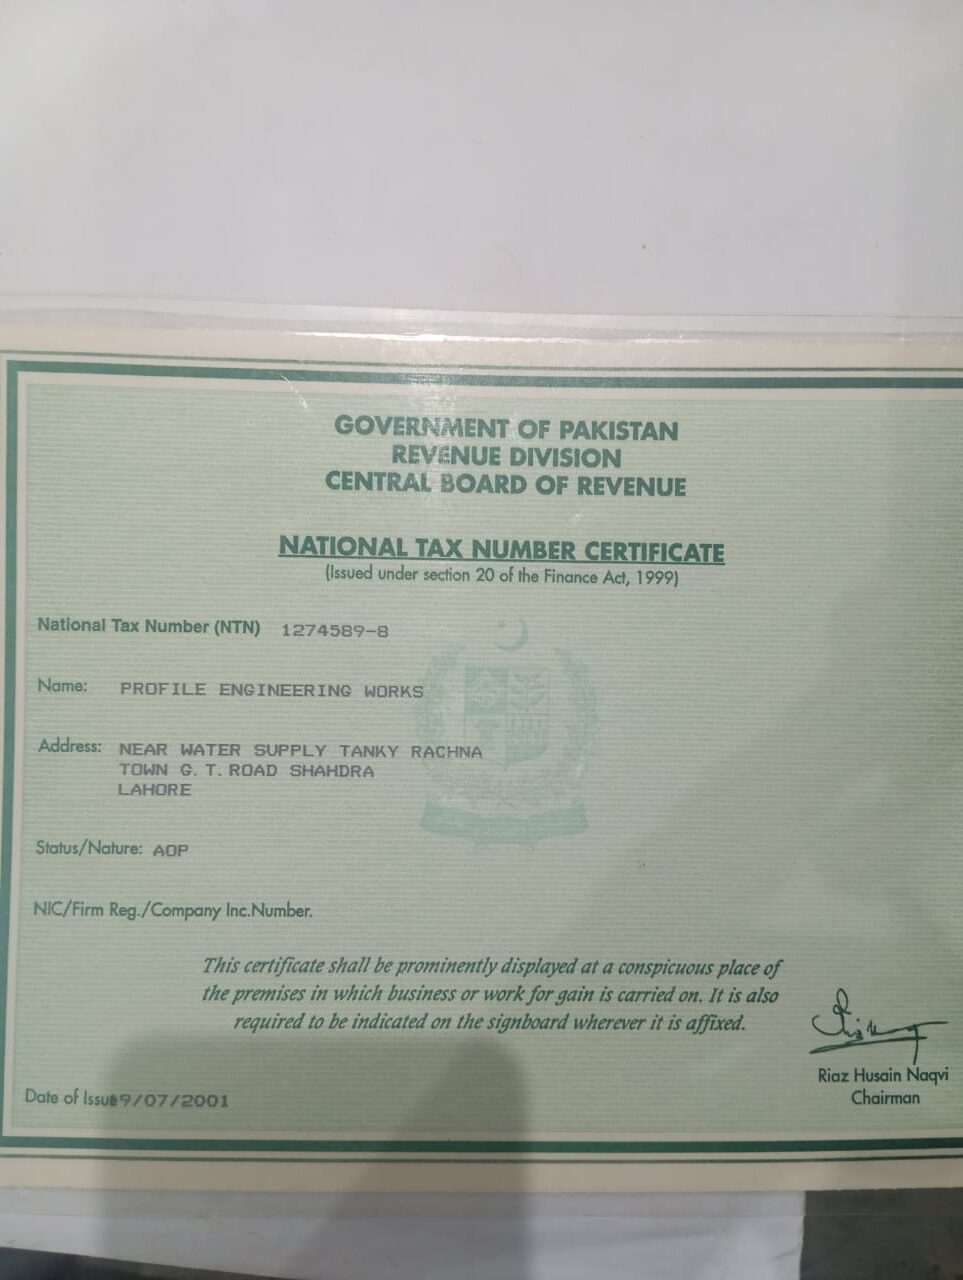 GOVERNMENT OF PAKISTAN
REVENUE DIVISION
CENTRAL BOARD OF REVENUE
NATIONAL TAX NUMBER CERTIFICATE
(Issued under section 20 of the Finance Act, 1999)
National Tax Number (NTN) 1274589-8
Name: PROFILE ENGINEERING WORKS
Address: NEAR WATER SUPPLY TANKY RACHNA
TOWN G.T.ROAD SHAHDRA
LAHORE
Status/Nature: AOP
NIC/Firm Reg./Company Inc.Number.
This certificate shall be prominently displayed at a conspicuous place of
the premises in which business or work for gain is carried on. It is also
required to be indicated on the signboard wherever it is affixed.
Riaz Husain Naqvi
Chairman
Date of Issu 9/07/2001